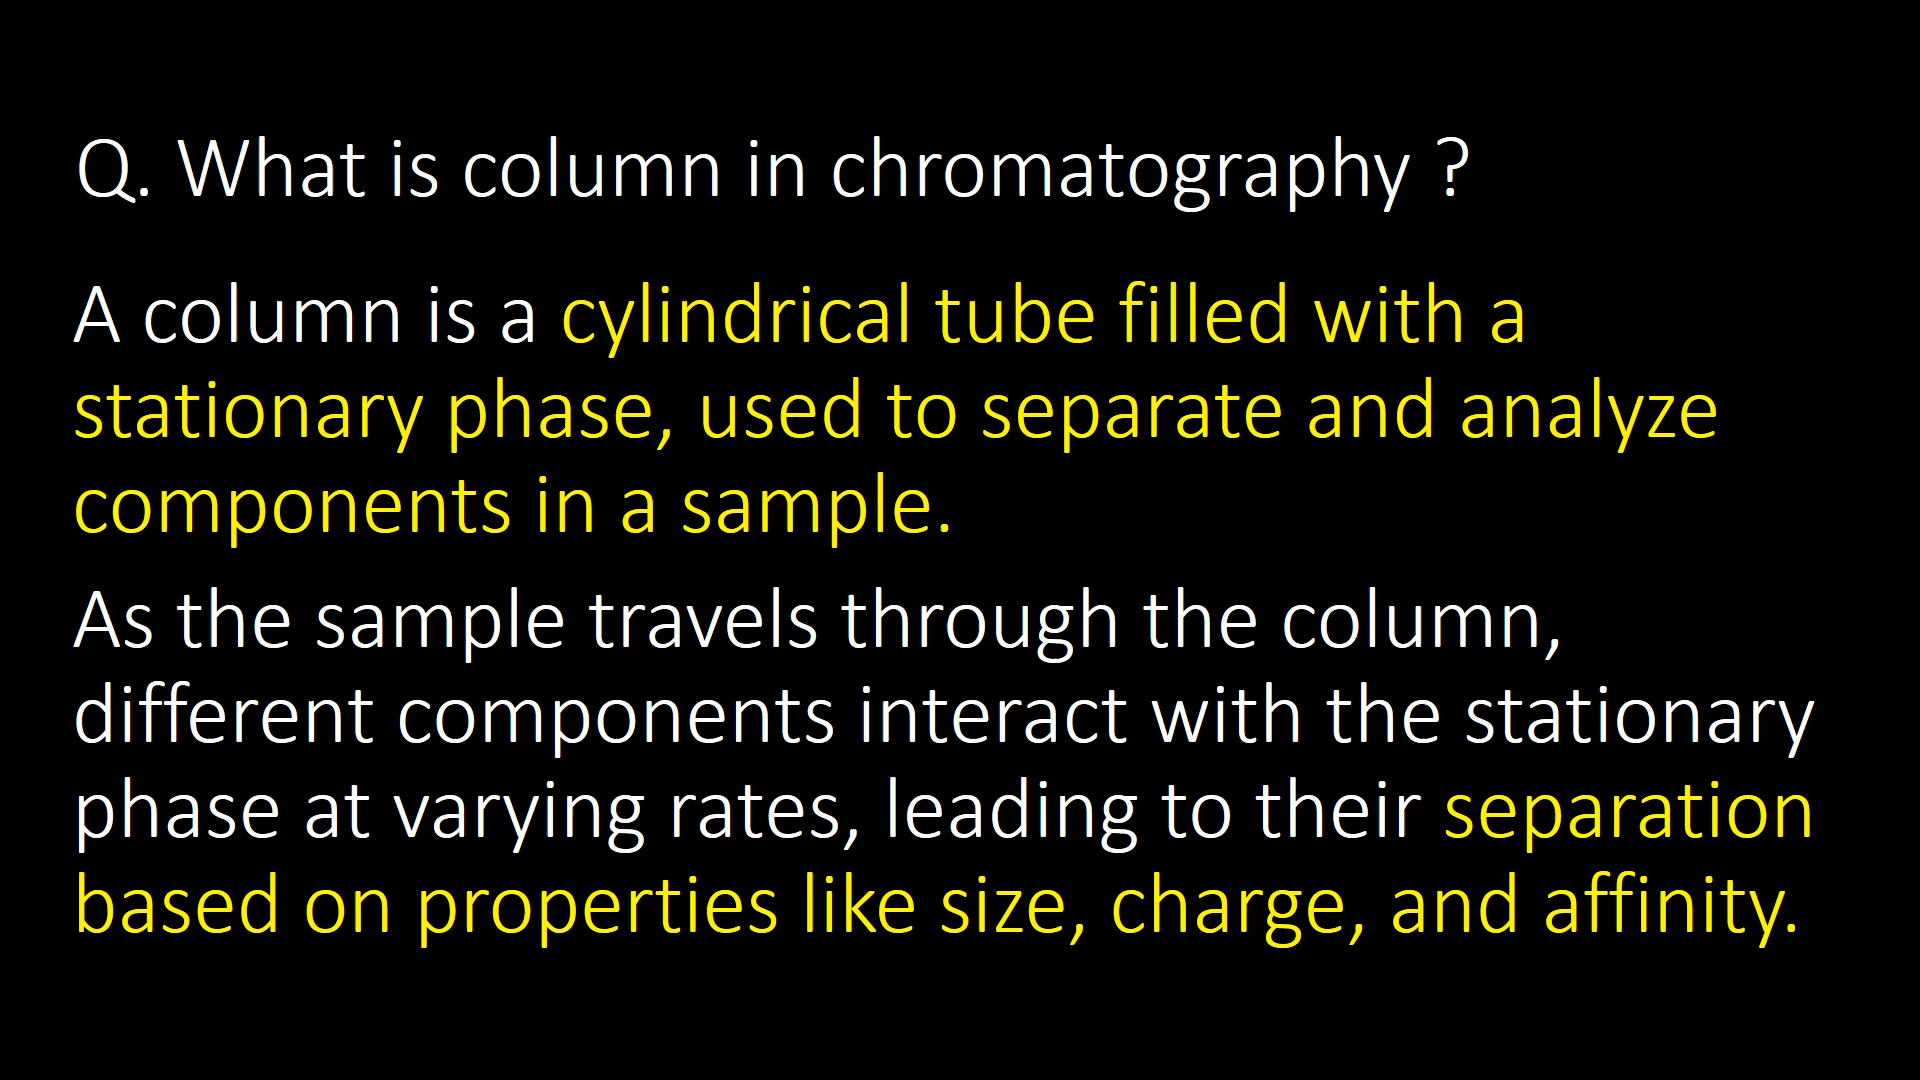 Q. What is column in chromatography ?
A column is a cylindrical tube filled with a
stationary phase, used to separate and analyze
components in a sample.
As the sample travels through the column,
different components interact with the stationary
phase at varying rates, leading to their separation
based on properties like size, charge, and affinity.